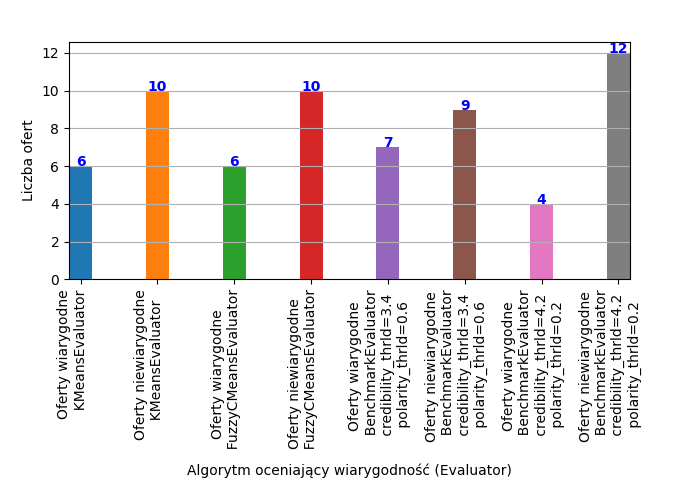 Liczba ofert
12
10
8
6
4
2
0
6
10
6
10
7
9
4
12
Oferty wiarygodne
KMeansEvaluator
Oferty niewiarygodne
KMeansEvaluator
Oferty wiarygodne
FuzzyCMeansEvaluator
Oferty niewiarygodne
FuzzyCMeansEvaluator
Oferty wiarygodne
BenchmarkEvaluator
credibility_thrld=3.4
polarity_thrld=0.6
Oferty niewiarygodne
BenchmarkEvaluator
credibility_thrld=3.4
polarity_thrld=0.6
Oferty wiarygodne
BenchmarkEvaluator
credibility_thrld=4.2
polarity_thrld=0.2
Oferty niewiarygodne
BenchmarkEvaluator
credibility_thrld=4.2
polarity_thrld=0.2
Algorytm oceniający wiarygodność (Evaluator)